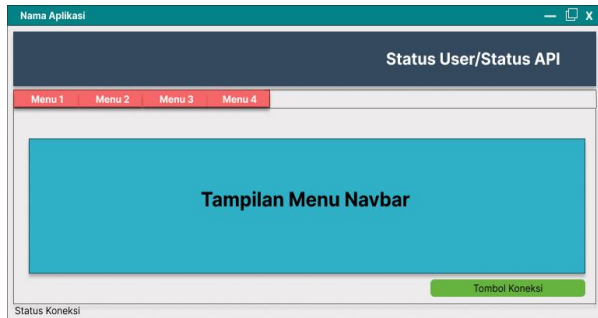 Nama Aplikasi
Status User/Status API
Menu 1 Menu 2 Menu 3 Menu 4
Tampilan Menu Navbar
Tombol Koneksi
Status Koneksi